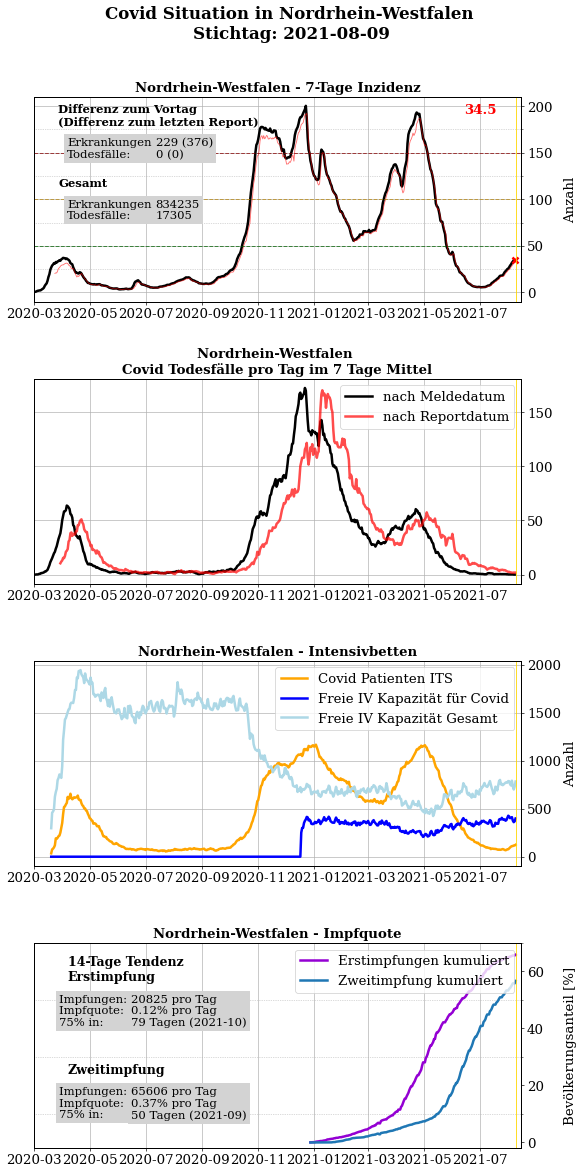 Covid Situation in Nordrhein-Westfalen
Stichtag: 2021-08-09
Nordrhein-Westfalen - 7-Tage Inzidenz
Differenz zum Vortag
(Differenz zum letzten Report)
Erkrankungen 229 (376)
Todesfälle: 0 (0)
Gesamt
Erkrankungen 834235
Todesfälle: 17305
34.5
200
150
100
50
0
Anzahl
2020-03 2020-05 2020-07 2020-09 2020-11 2021-01 2021-03 2021-05 2021-07
Nordrhein-Westfalen
Covid Todesfälle pro Tag im 7 Tage Mittel
nach Meldedatum
nach Reportdatum
150
100
50
0
2020-03 2020-05 2020-07 2020-09 2020-11 2021-01 2021-03 2021-05 2021-07
Nordrhein-Westfalen - Intensivbetten
Covid Patienten ITS
Freie IV Kapazität für Covid
Freie IV Kapazität Gesamt
2000
1500
1000
500
0
Anzahl
2020-03 2020-05 2020-07 2020-09 2020-11 2021-01 2021-03 2021-05 2021-07
Nordrhein-Westfalen - Impfquote
14-Tage Tendenz
Erstimpfung
Impfungen: 20825 pro Tag
Impfquote: 0.12% pro Tag
75% in: 79 Tagen (2021-10)
Zweitimpfung
Impfungen: 65606 pro Tag
Impfquote: 0.37% pro Tag
75% in: 50 Tagen (2021-09)
Erstimpfungen kumuliert
Zweitimpfung kumuliert
60
40
20
0
Bevölkerungsanteil [%]
2020-03 2020-05 2020-07 2020-09 2020-11 2021-01 2021-03 2021-05 2021-07